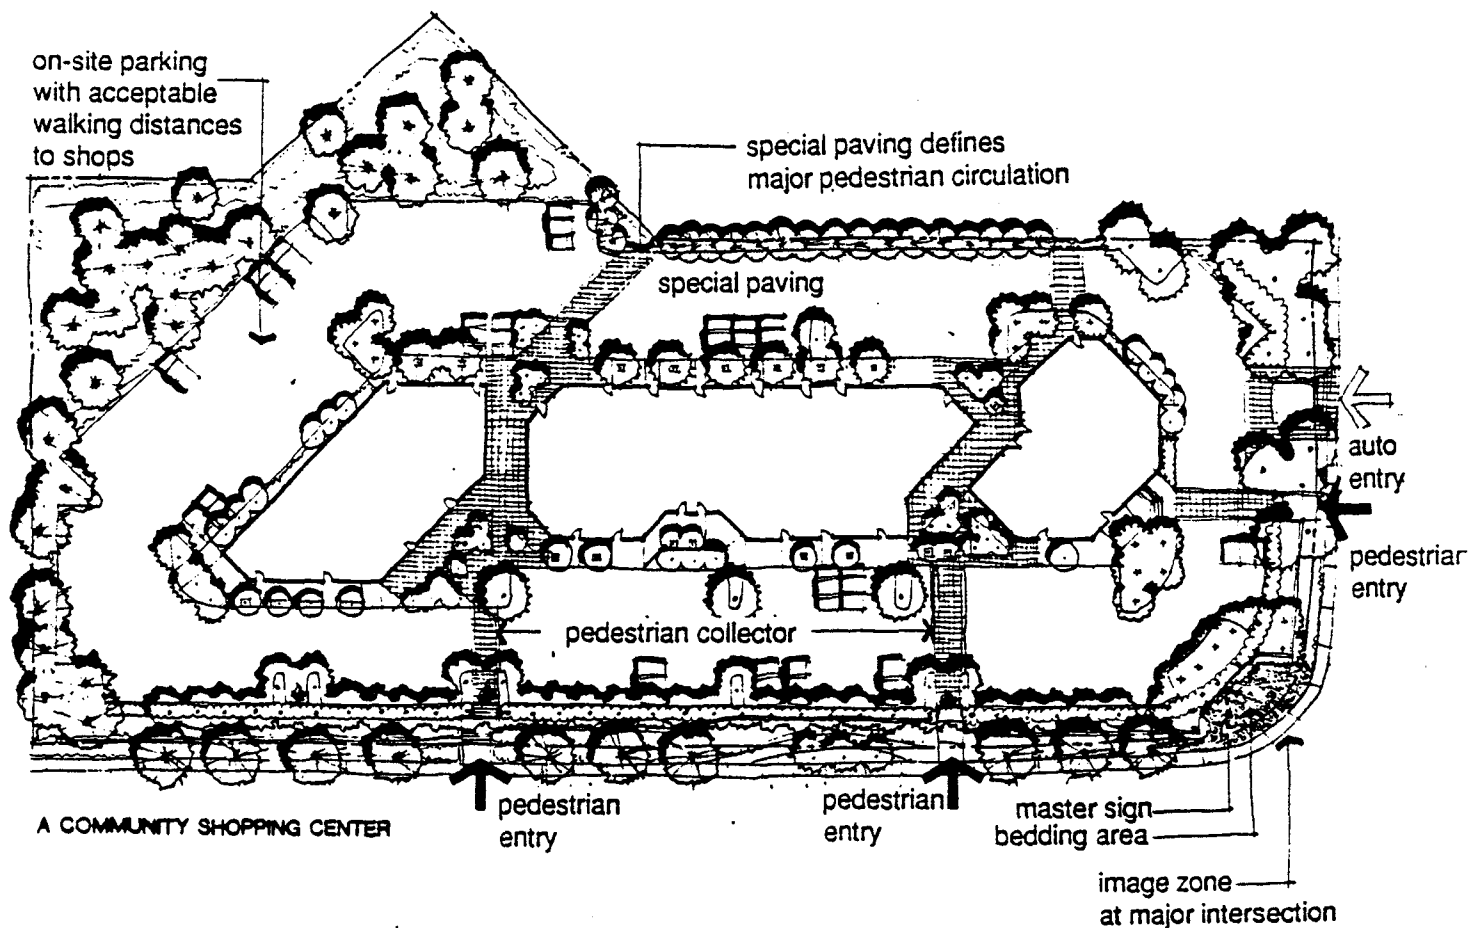 on-site parking
with acceptable
walking distances
to shops
special paving defines
major pedestrian circulation
special paving
auto
entry
pedestrian
entry
pedestrian collector
pedestrian
entry
pedestrian
entry
master sign
bedding area
A COMMUNITY SHOPPING CENTER
image zone
at major intersection